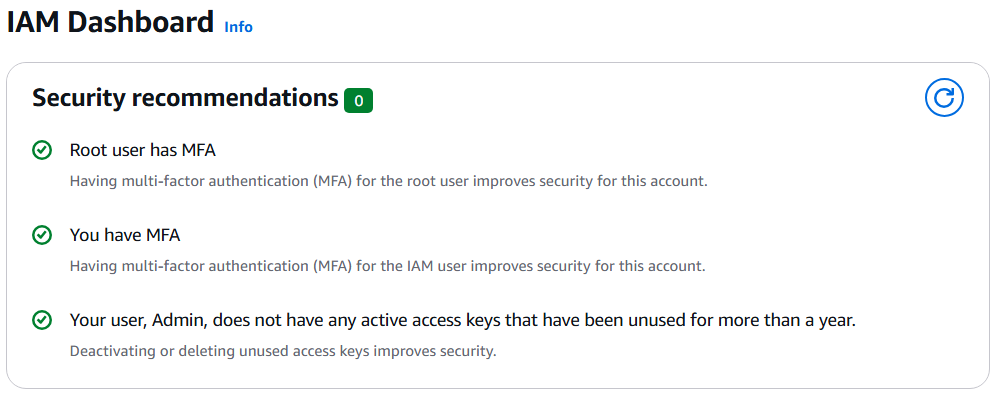 IAM Dashboard Info
Security recommendations 0
Root user has MFA
Having multi-factor authentication (MFA) for the root user improves security for this account.
You have MFA
Having multi-factor authentication (MFA) for the IAM user improves security for this account.
Your user, Admin, does not have any active access keys that have been unused for more than a year.
Deactivating or deleting unused access keys improves security.